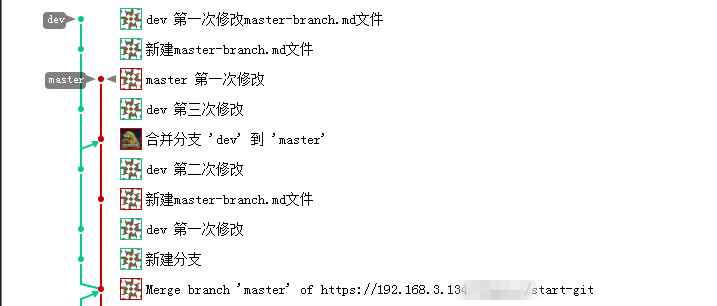 dev dev 第一次修改master-branch.md文件
新建master-branch.md文件
master master 第一次修改
dev 第三次修改
合并分支 'dev' 到 'master'
dev 第二次修改
新建master-branch.md文件
dev 第一次修改
新建分支
Merge branch 'master' of https://192.168.3.134 /start-git